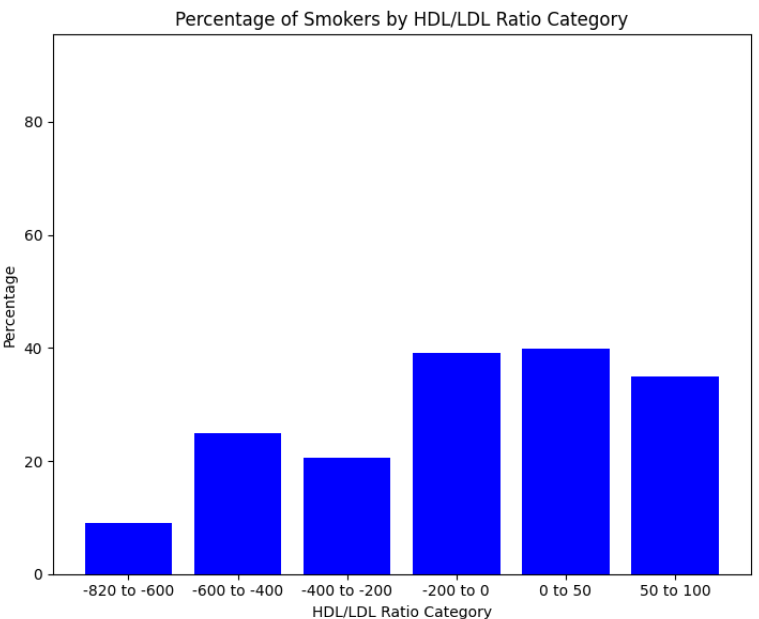 Percentage of Smokers by HDL/LDL Ratio Category
80
60
40
20
0
Percentage
-820 to -600 -600 to -400 -400 to -200 -200 to 0 0 to 50 50 to 100
HDL/LDL Ratio Category